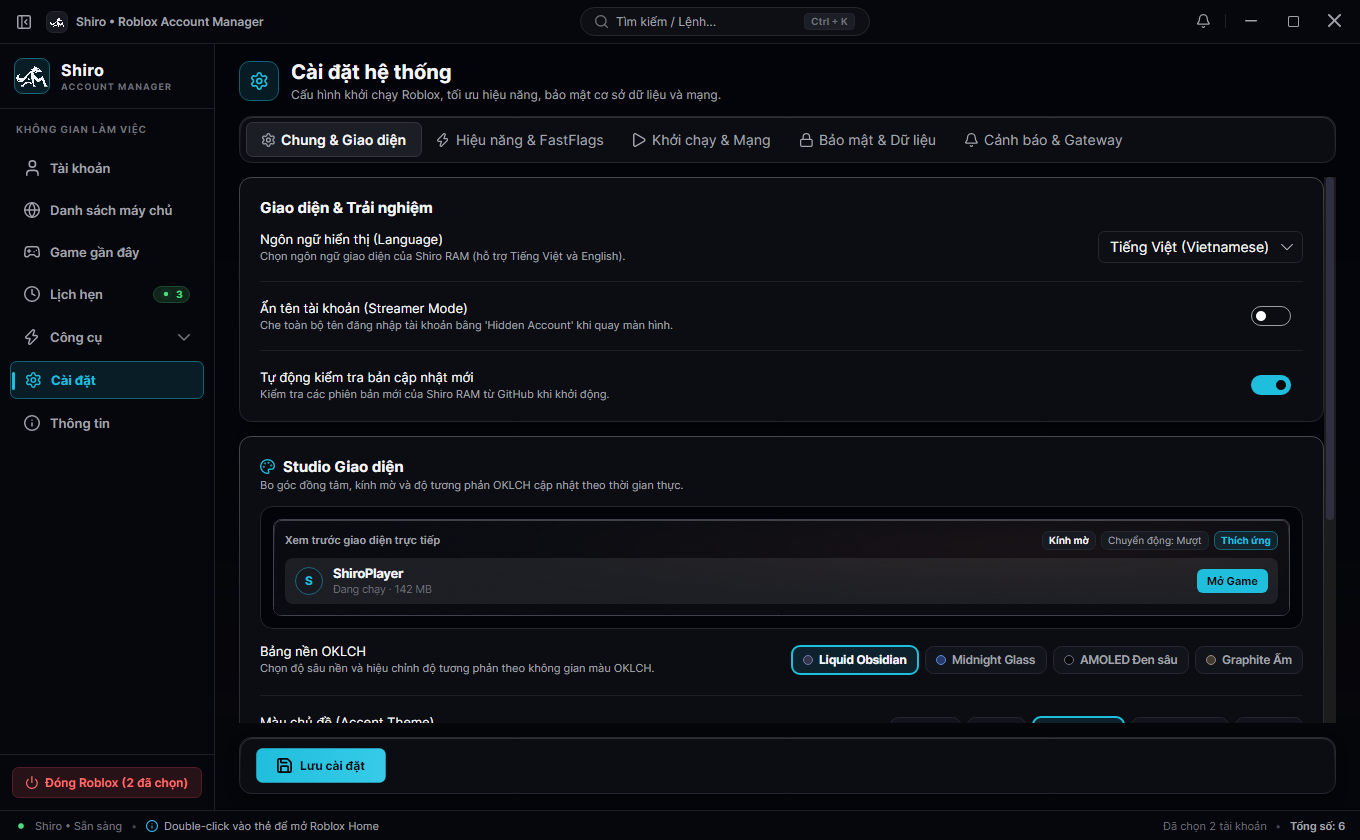 Shiro • Roblox Account Manager
Tìm kiếm / Lệnh...
Ctrl + K
Shiro
ACCOUNT MANAGER
KHÔNG GIAN LÀM VIỆC
Tài khoản
Danh sách máy chủ
Game gần đây
Lịch hẹn
• 3
Công cụ
Cài đặt
Thông tin
Đóng Roblox (2 đã chọn)
Cài đặt hệ thống
Cấu hình khởi chạy Roblox, tối ưu hiệu năng, bảo mật cơ sở dữ liệu và mạng.
Chung & Giao diện
Hiệu năng & FastFlags
Khởi chạy & Mạng
Bảo mật & Dữ liệu
Cảnh báo & Gateway
Giao diện & Trải nghiệm
Ngôn ngữ hiển thị (Language)
Chọn ngôn ngữ giao diện của Shiro RAM (hỗ trợ Tiếng Việt và English).
Tiếng Việt (Vietnamese)
Ẩn tên tài khoản (Streamer Mode)
Che toàn bộ tên đăng nhập tài khoản bằng 'Hidden Account' khi quay màn hình.
Tự động kiểm tra bản cập nhật mới
Kiểm tra các phiên bản mới của Shiro RAM từ GitHub khi khởi động.
Studio Giao diện
Bo góc đồng tâm, kính mờ và độ tương phản OKLCH cập nhật theo thời gian thực.
Xem trước giao diện trực tiếp
Kính mờ
Chuyển động: Mượt
Thích ứng
S
ShiroPlayer
Đang chạy · 142 MB
Mở Game
Bảng nền OKLCH
Chọn độ sâu nền và hiệu chỉnh độ tương phản theo không gian màu OKLCH.
Liquid Obsidian
Midnight Glass
AMOLED Đen sâu
Graphite Ấm
Màu chủ đề (Accent Theme)
Lưu cài đặt
Shiro • Sẵn sàng
•
Double-click vào thẻ để mở Roblox Home
Đã chọn 2 tài khoản
•
Tổng số: 6